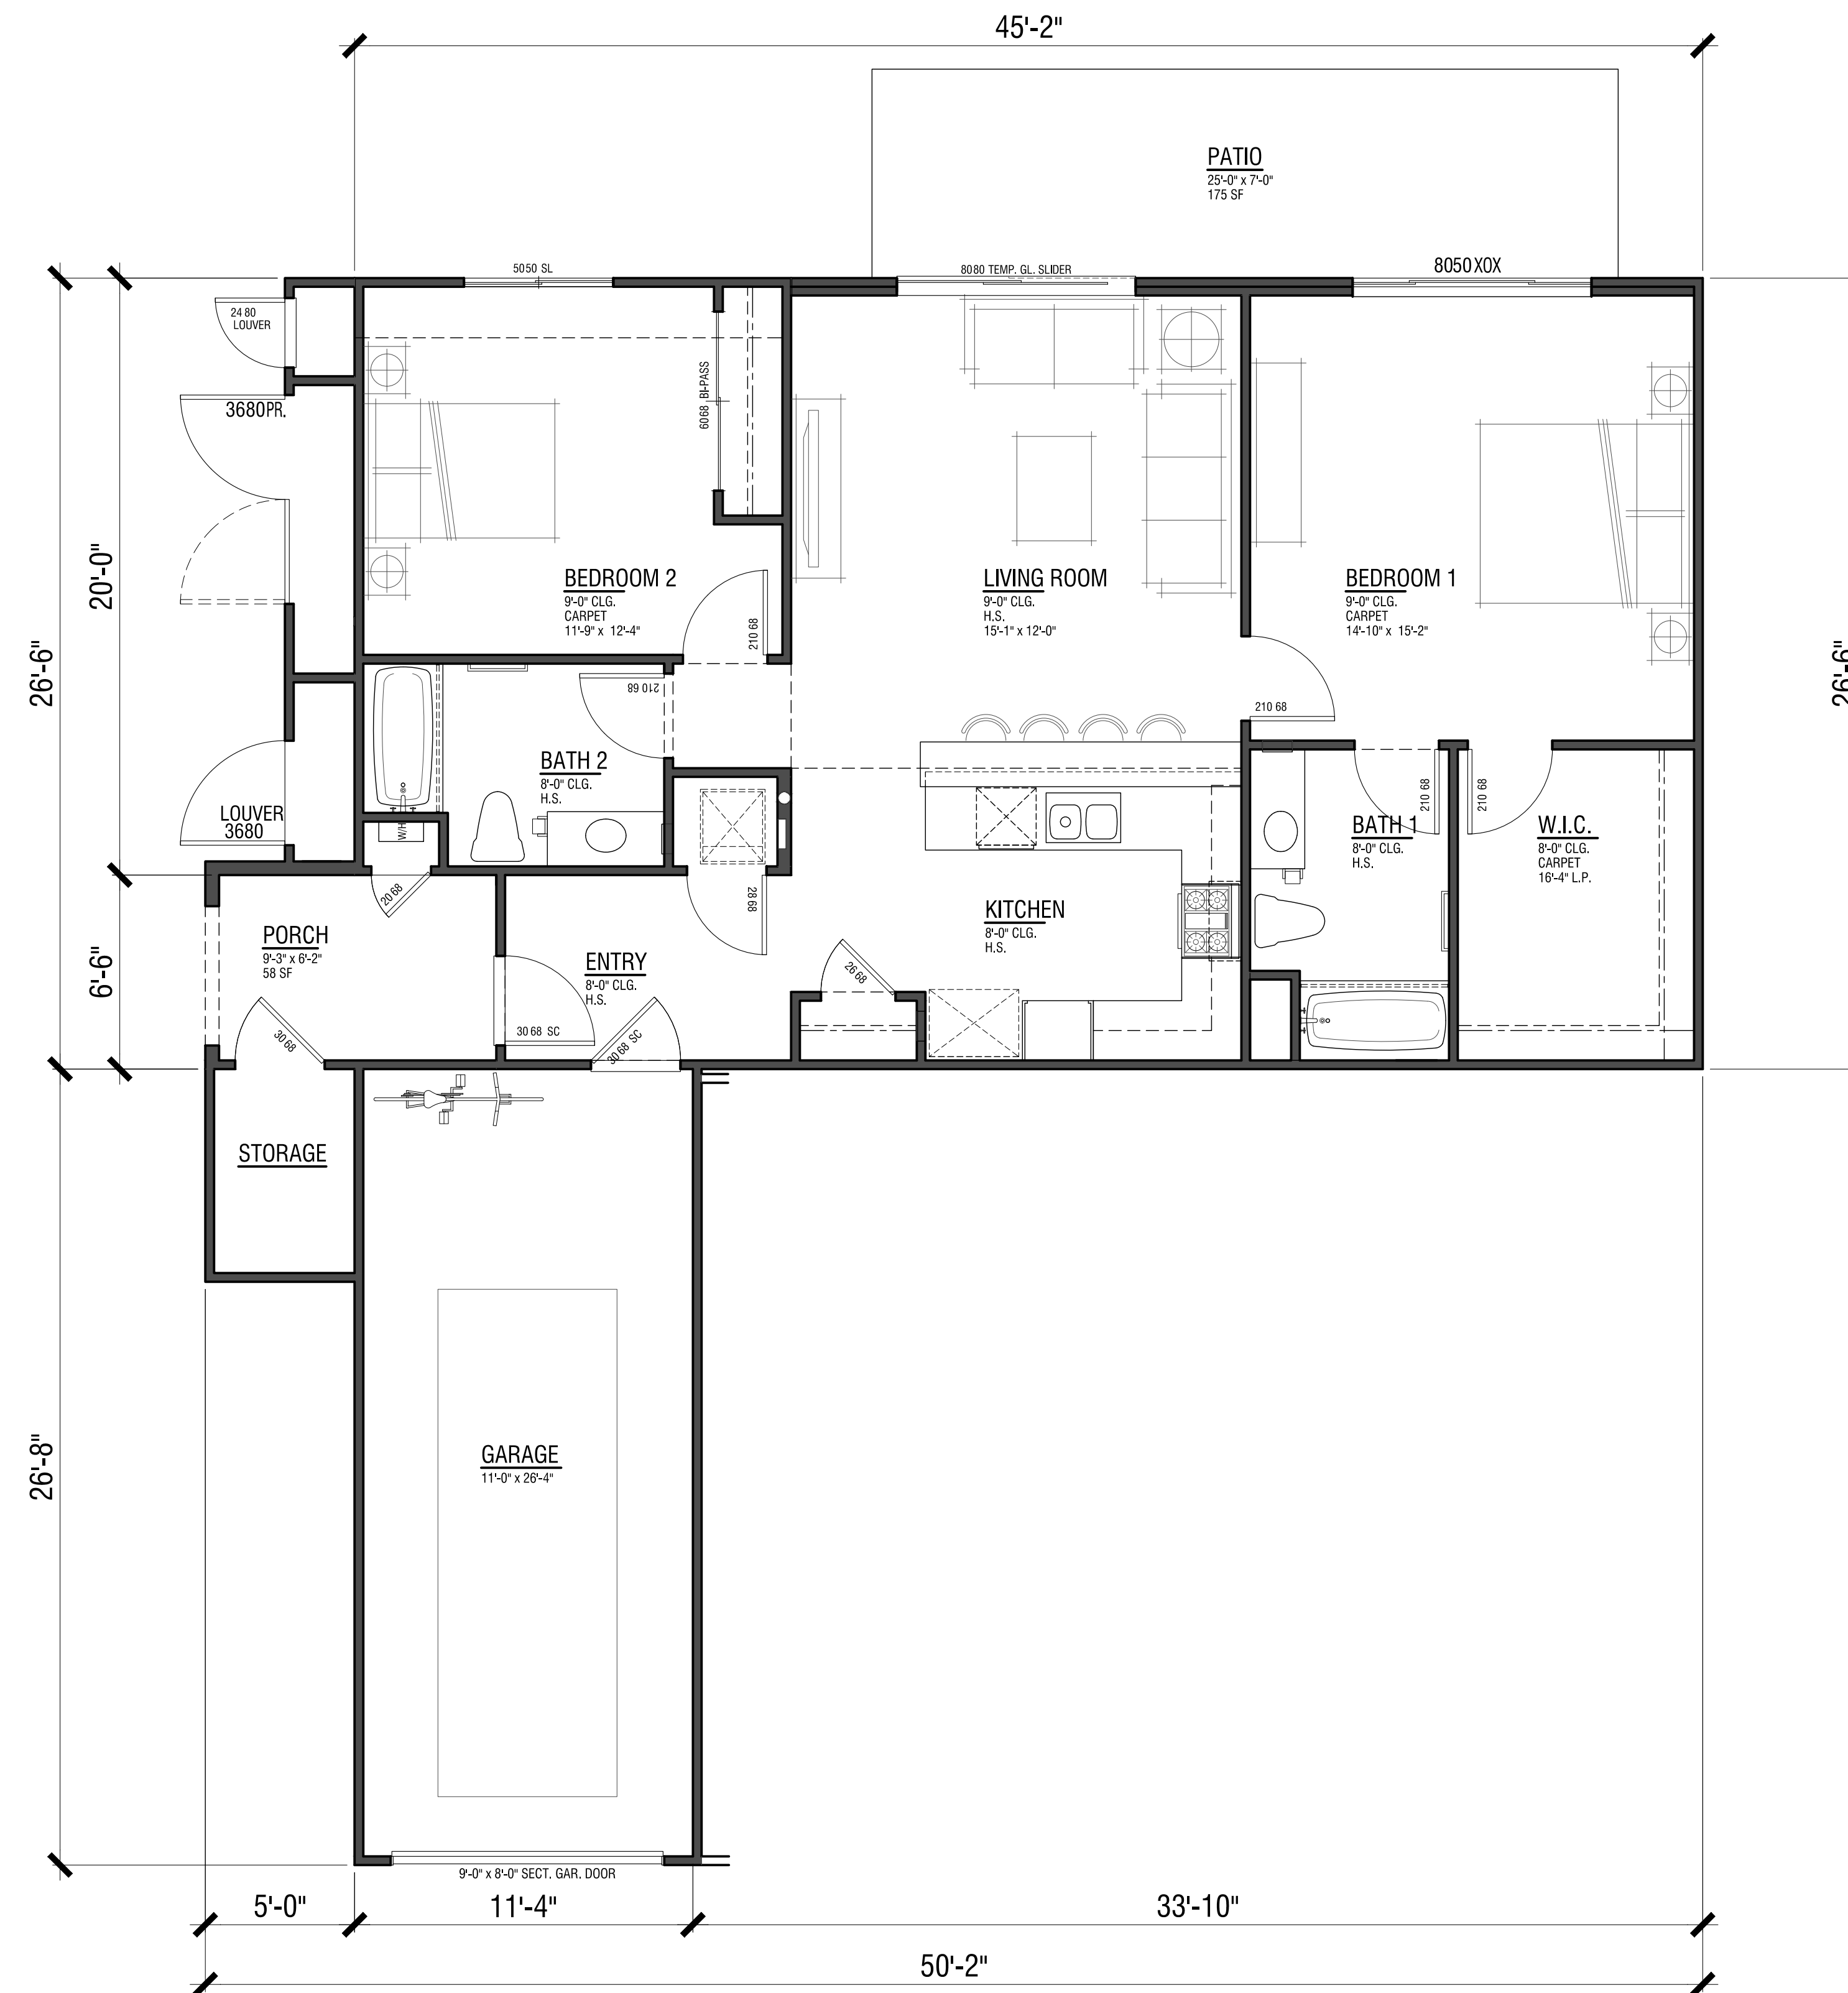 45'-2"
PATIO
25'-0" x 7'-0"
175 SF
5050 SL
8080 TEMP. GL. SLIDER
8050 XOX
24 80
LOUVER
3680 PR.
6068 BI-PASS
20'-0"
26'-6"
26'-6"
BEDROOM 2
9'-0" CLG.
CARPET
11'-9" x 12'-4"
210 68
LIVING ROOM
9'-0" CLG.
H.S.
15'-1" x 12'-0"
BEDROOM 1
9'-0" CLG.
CARPET
14'-10" x 15'-2"
210 68
210 68
BATH 2
8'-0" CLG.
H.S.
LOUVER
3680
W/H
210 68
BATH 1
8'-0" CLG.
H.S.
210 68
W.I.C.
8'-0" CLG.
CARPET
16'-4" L.P.
20 68
28 68
KITCHEN
8'-0" CLG.
H.S.
PORCH
9'-3" x 6'-2"
58 SF
6'-6"
ENTRY
8'-0" CLG.
H.S.
26 68
30 68
30 68 SC
30 68 SC
STORAGE
26'-8"
GARAGE
11'-0" x 26'-4"
9'-0" x 8'-0" SECT. GAR. DOOR
5'-0"
11'-4"
33'-10"
50'-2"